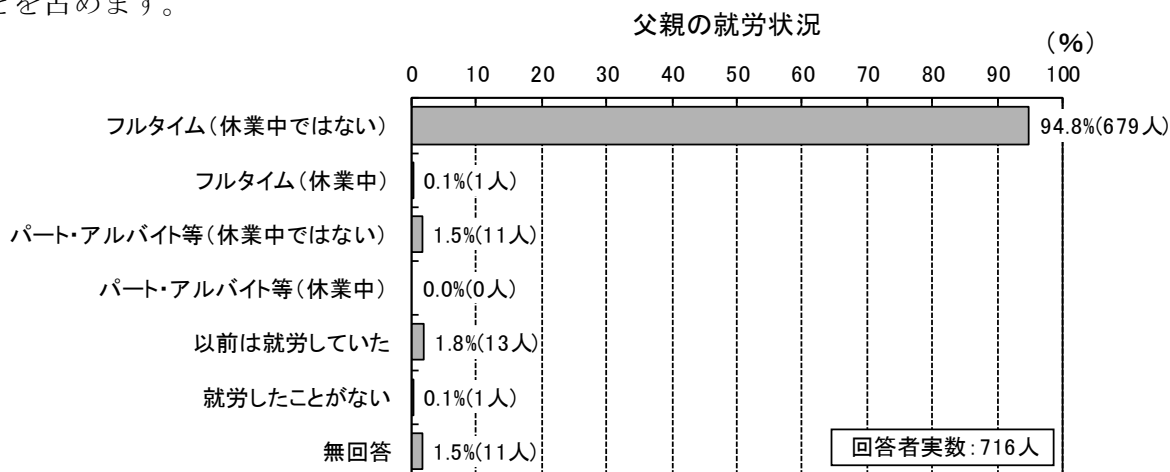 とを占めます。
父親の就労状況
(%)
0 10 20 30 40 50 60 70 80 90 100
フルタイム(休業中ではない) 94.8%(679人)
フルタイム(休業中) 0.1%(1人)
パート・アルバイト等(休業中ではない) 1.5%(11人)
パート・アルバイト等(休業中) 0.0%(0人)
以前は就労していた 1.8%(13人)
就労したことがない 0.1%(1人)
無回答 1.5%(11人)
回答者実数:716人